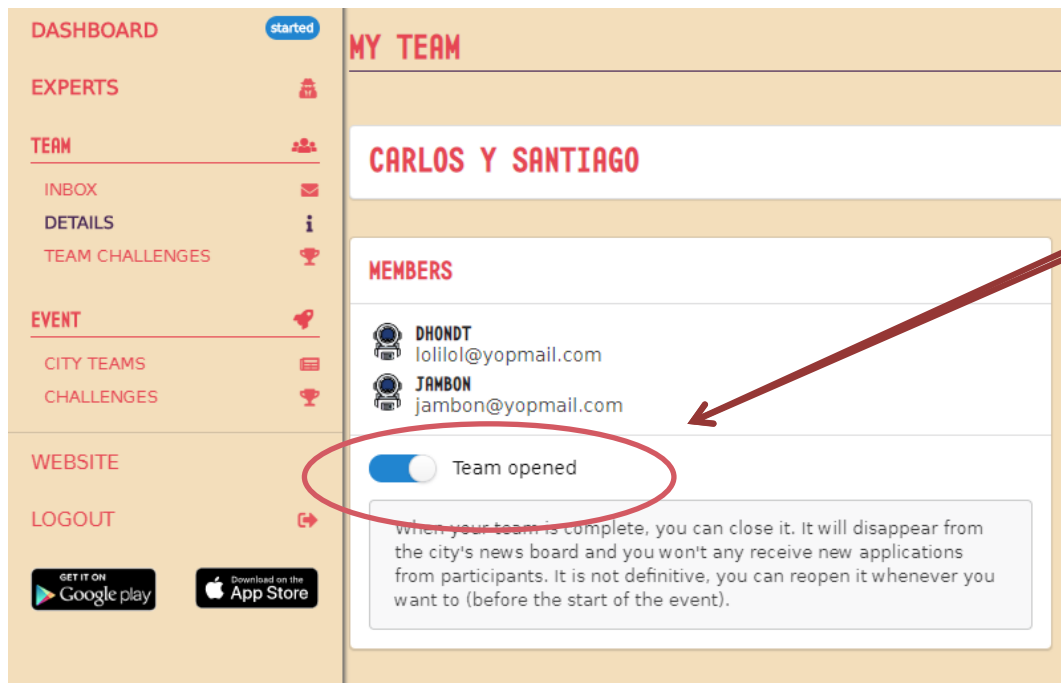 DASHBOARD started
EXPERTS
TEAM
INBOX
DETAILS
TEAM CHALLENGES
EVENT
CITY TEAMS
CHALLENGES
WEBSITE
LOGOUT
GET IT ON
Google play
Download on the
App Store
MY TEAM
CARLOS Y SANTIAGO
MEMBERS
DHONDT
lolilol@yopmail.com
JAMBON
jambon@yopmail.com
Team opened
When your team is complete, you can close it. It will disappear from
the city's news board and you won't any receive new applications
from participants. It is not definitive, you can reopen it whenever you
want to (before the start of the event).